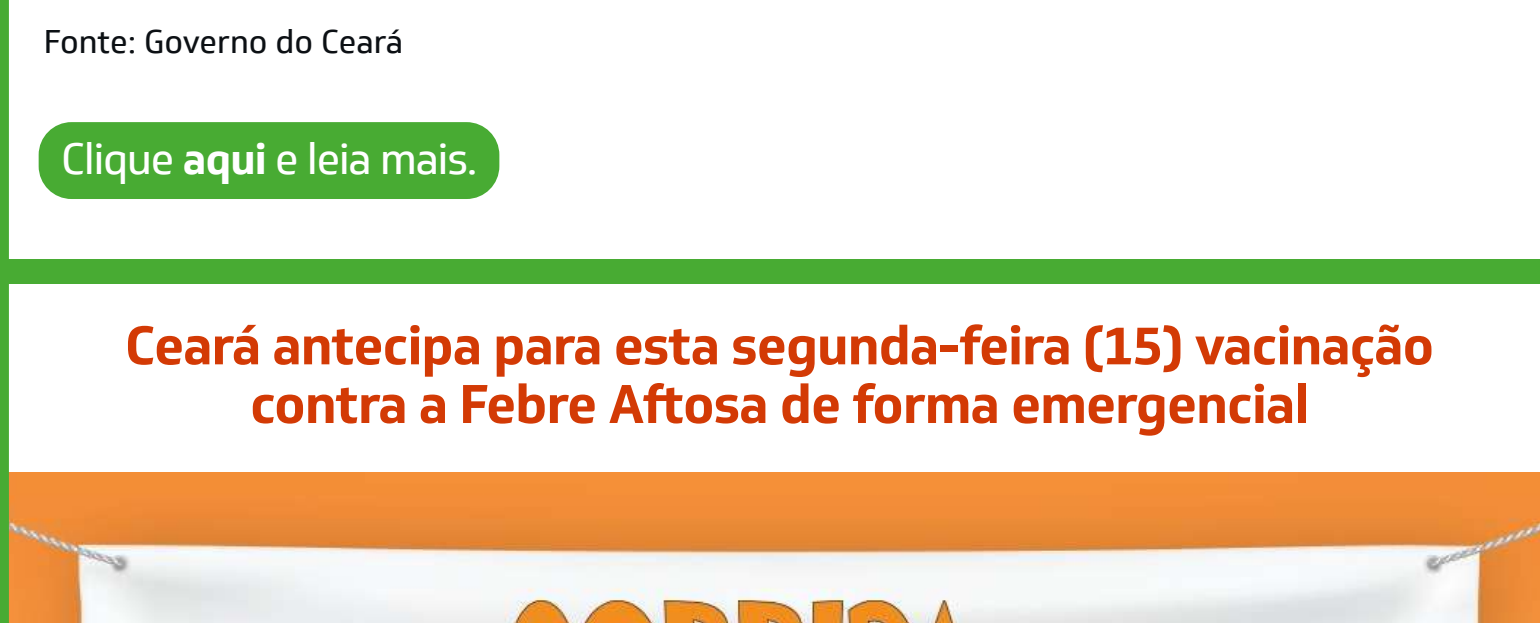 Fonte: Governo do Ceará
Clique aqui e leia mais.
Ceará antecipa para esta segunda-feira (15) vacinação
contra a Febre Aftosa de forma emergencial